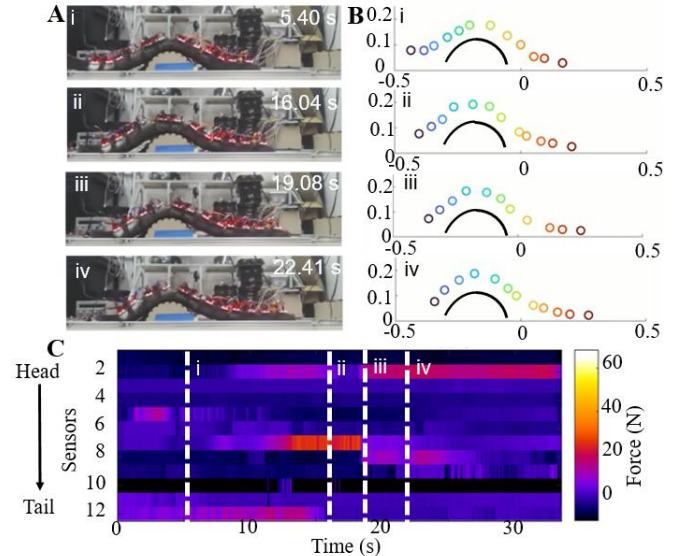 A
i
5.40 s
ii
16.04 s
iii
19.08 s
iv
22.41 s
B
i
0.2
0.1
0
-0.5
0
0.5
ii
0.2
0.1
0
-0.5
0
0.5
iii
0.2
0.1
0
-0.5
0
0.5
iv
0.2
0.1
0
-0.5
0
0.5
C
Head
Tail
Sensors
2
4
6
8
10
12
i
ii
iii
iv
0
10
20
30
Time (s)
60
40
20
0
Force (N)